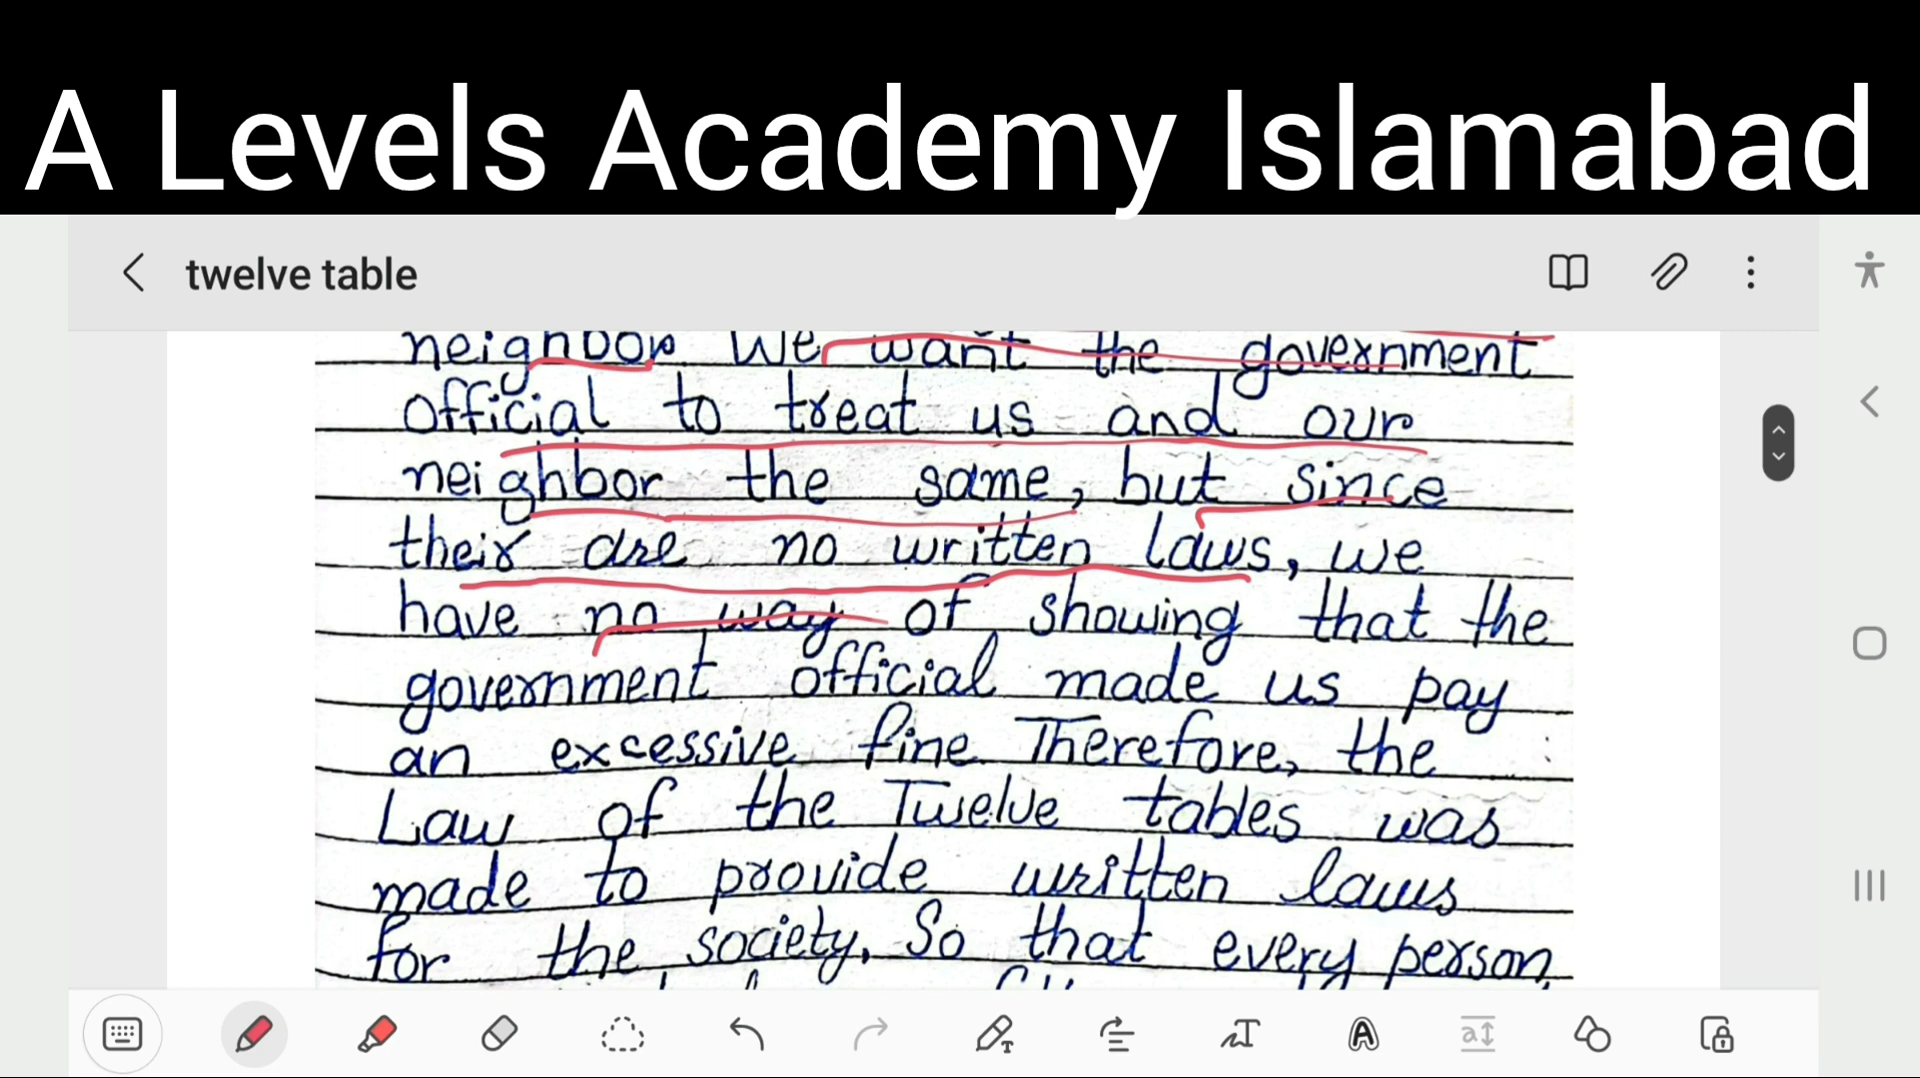 A Levels Academy Islamabad
twelve table
neighbor We want the government
official to treat us and our
neighbor the same, but since
their are no written laws, we
have no way of showing that the
government official made us pay
an excessive fine Therefore, the
Law of the Twelve tables was
made to provide written laws
for the society, So that every person